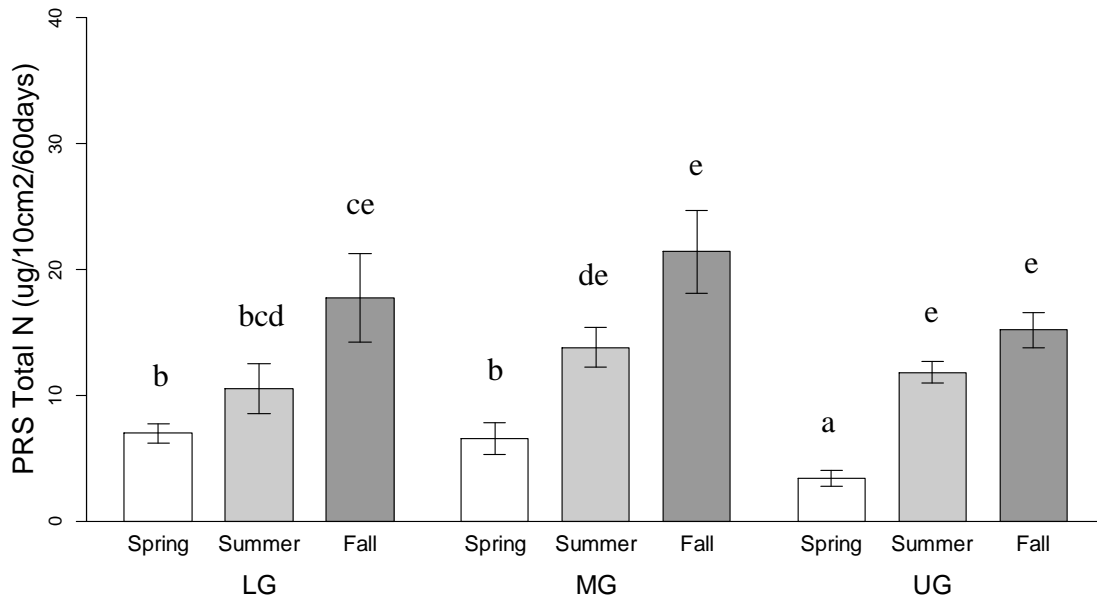 PRS Total N (ug/10cm2/60days)
40
30
20
10
0
b
bcd
ce
b
de
e
a
e
e
Spring Summer Fall Spring Summer Fall Spring Summer Fall
LG MG UG